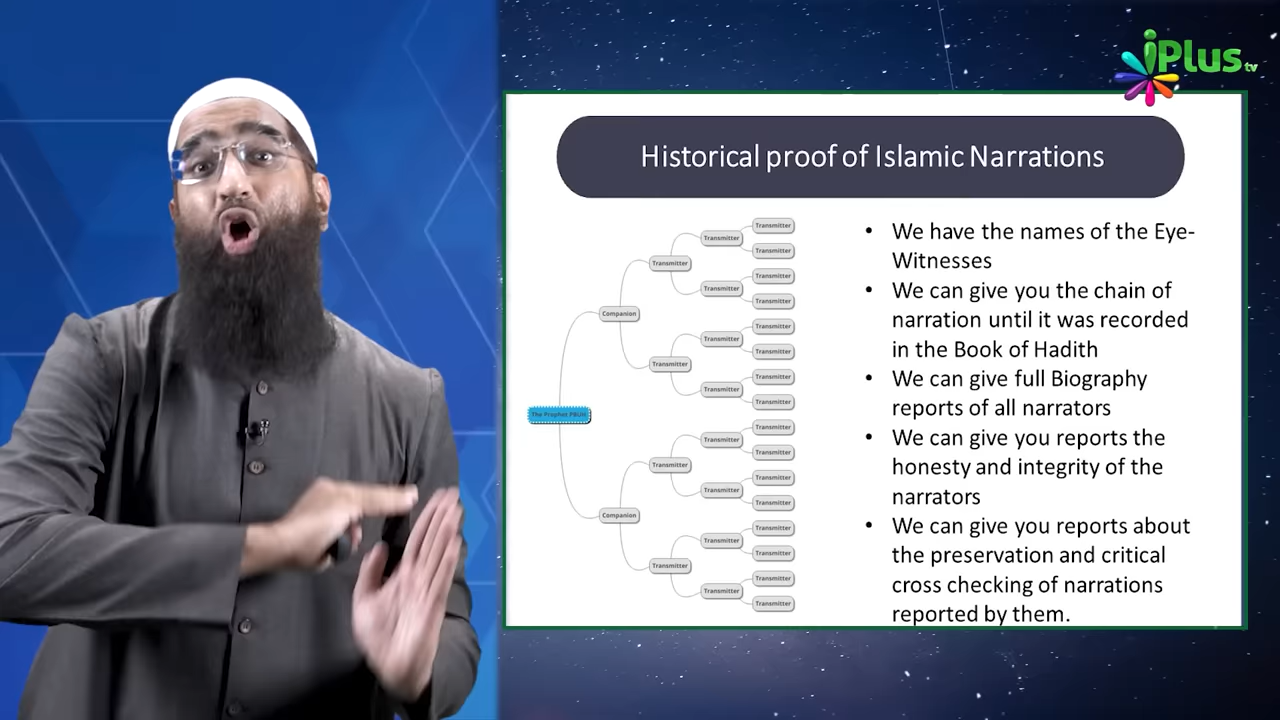 iPlus tv
Historical proof of Islamic Narrations
Transmitter
Transmitter
Transmitter
Transmitter
Transmitter
Transmitter
Transmitter
Companion
Transmitter
Transmitter
Transmitter
Transmitter
Transmitter
Transmitter
Transmitter
The Prophet PBUH
Transmitter
Transmitter
Transmitter
Transmitter
Transmitter
Transmitter
Transmitter
Companion
Transmitter
Transmitter
Transmitter
Transmitter
Transmitter
Transmitter
Transmitter
• We have the names of the Eye-
Witnesses
• We can give you the chain of
narration until it was recorded
in the Book of Hadith
• We can give full Biography
reports of all narrators
• We can give you reports the
honesty and integrity of the
narrators
• We can give you reports about
the preservation and critical
cross checking of narrations
reported by them.